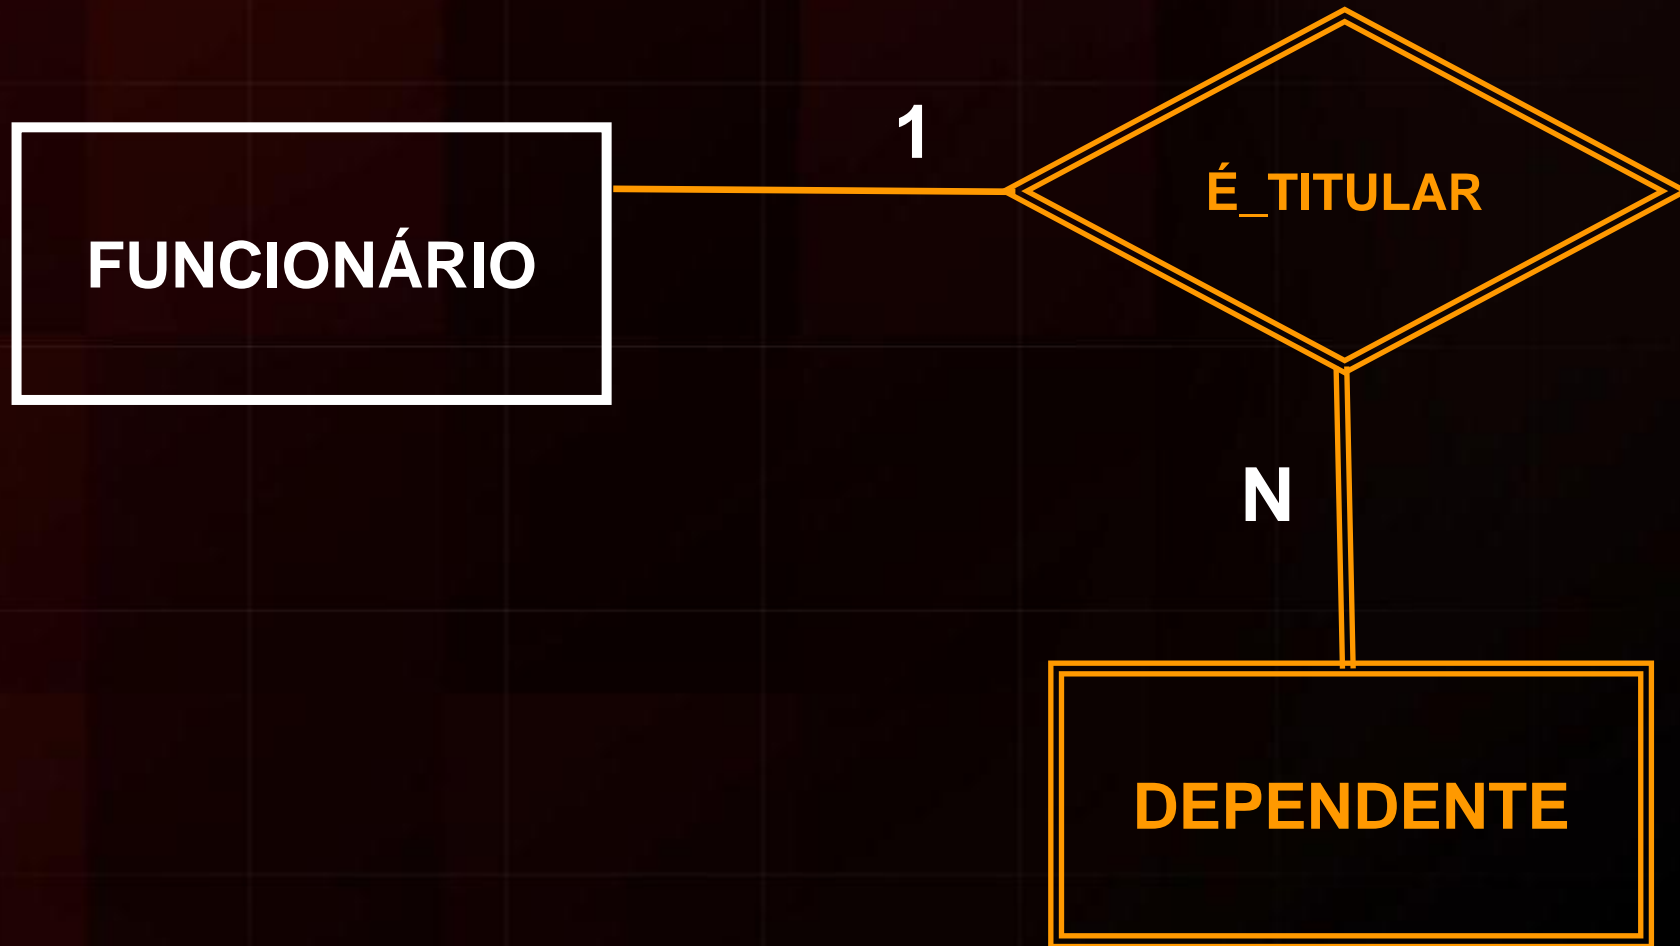 1
É_TITULAR
FUNCIONÁRIO
N
DEPENDENTE